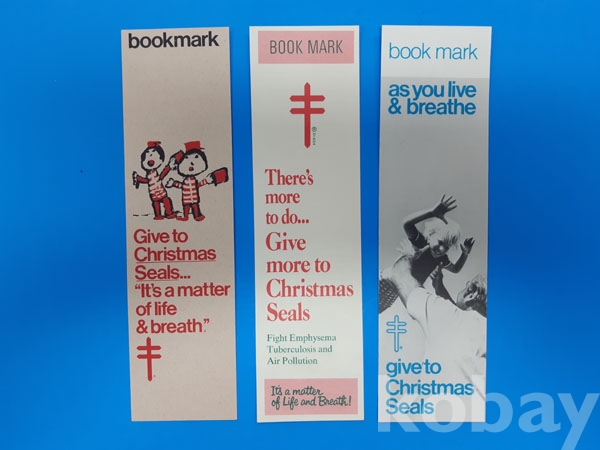 bookmark
Give to
Christmas
Seals...
"It's a matter
of life
& breath."
BOOK MARK
There's
more
to do...
Give
more to
Christmas
Seals
Fight Emphysema
Tuberculosis and
Air Pollution
It's a matter
of Life and Breath!
book mark
as you live
& breathe
give to
Christmas
Seals
kobay